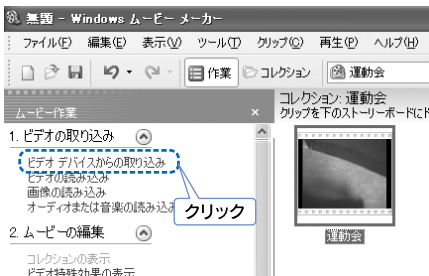 無題 - Windows ムービー メーカー
ファイル(F) 編集(E) 表示(V) ツール(T) クリップ(C) 再生(P) ヘルプ(H)
作業 コレクション 運動会
ムービー作業 ×
コレクション: 運動会
クリップを下のストーリーボードにド
1. ビデオの取り込み
ビデオ デバイスからの取り込み
ビデオの読み込み
画像の読み込み
オーディオまたは音楽の読み込み
クリック
運動会
2. ムービーの編集
コレクションの表示
ビデオ特殊効果の表示